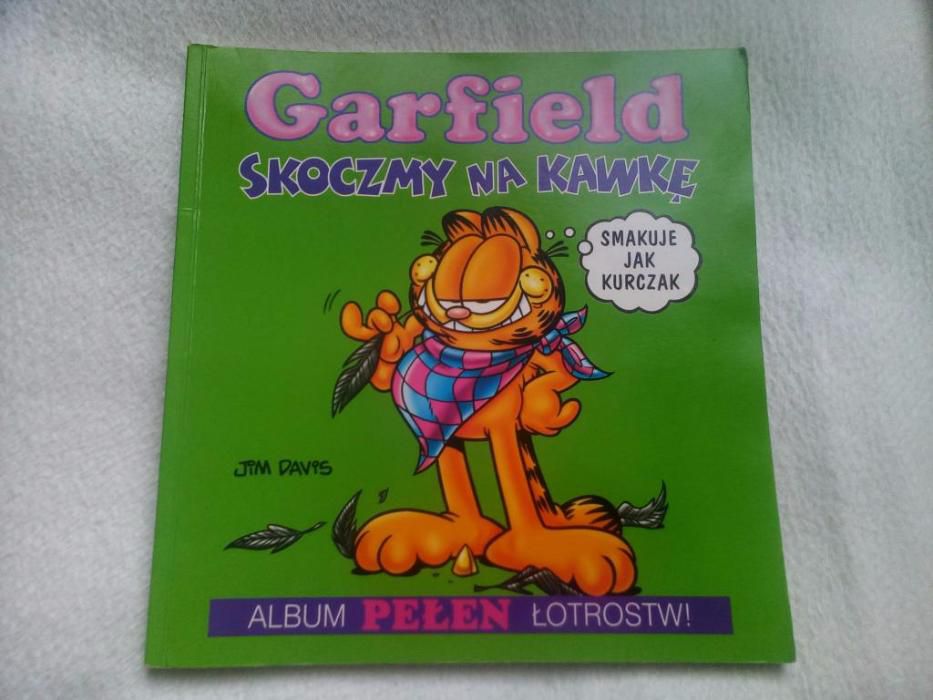 Garfield
SKOCZMY NA KAWKĘ
SMAKUJE
JAK
KURCZAK
JIM DAVIS
ALBUM PEŁEN ŁOTROSTW!